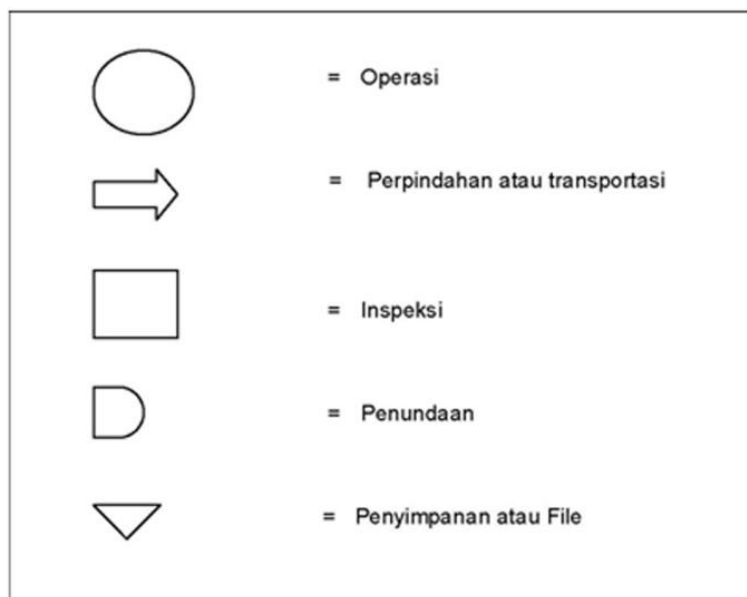 = Operasi
= Perpindahan atau transportasi
= Inspeksi
= Penundaan
= Penyimpanan atau File